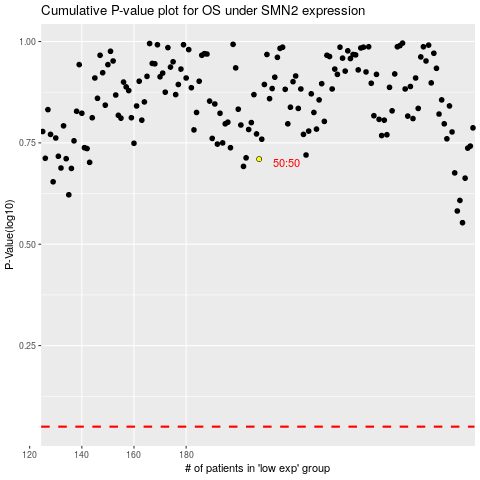 Cumulative P-value plot for OS under SMN2 expression
P-Value(log10)
1.00
0.75
0.50
0.25
50:50
120 140 160 180
# of patients in 'low exp' group